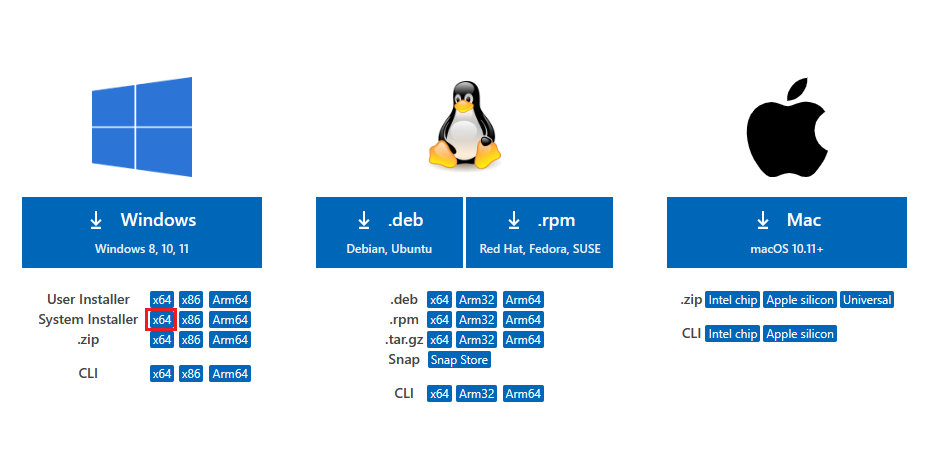 Windows
Windows 8, 10, 11
User Installer x64 x86 Arm64
System Installer x64 x86 Arm64
.zip x64 x86 Arm64
CLI x64 x86 Arm64
.deb
Debian, Ubuntu
.rpm
Red Hat, Fedora, SUSE
.deb x64 Arm32 Arm64
.rpm x64 Arm32 Arm64
.tar.gz x64 Arm32 Arm64
Snap Snap Store
CLI x64 Arm32 Arm64
Mac
macOS 10.11+
.zip Intel chip Apple silicon Universal
CLI Intel chip Apple silicon